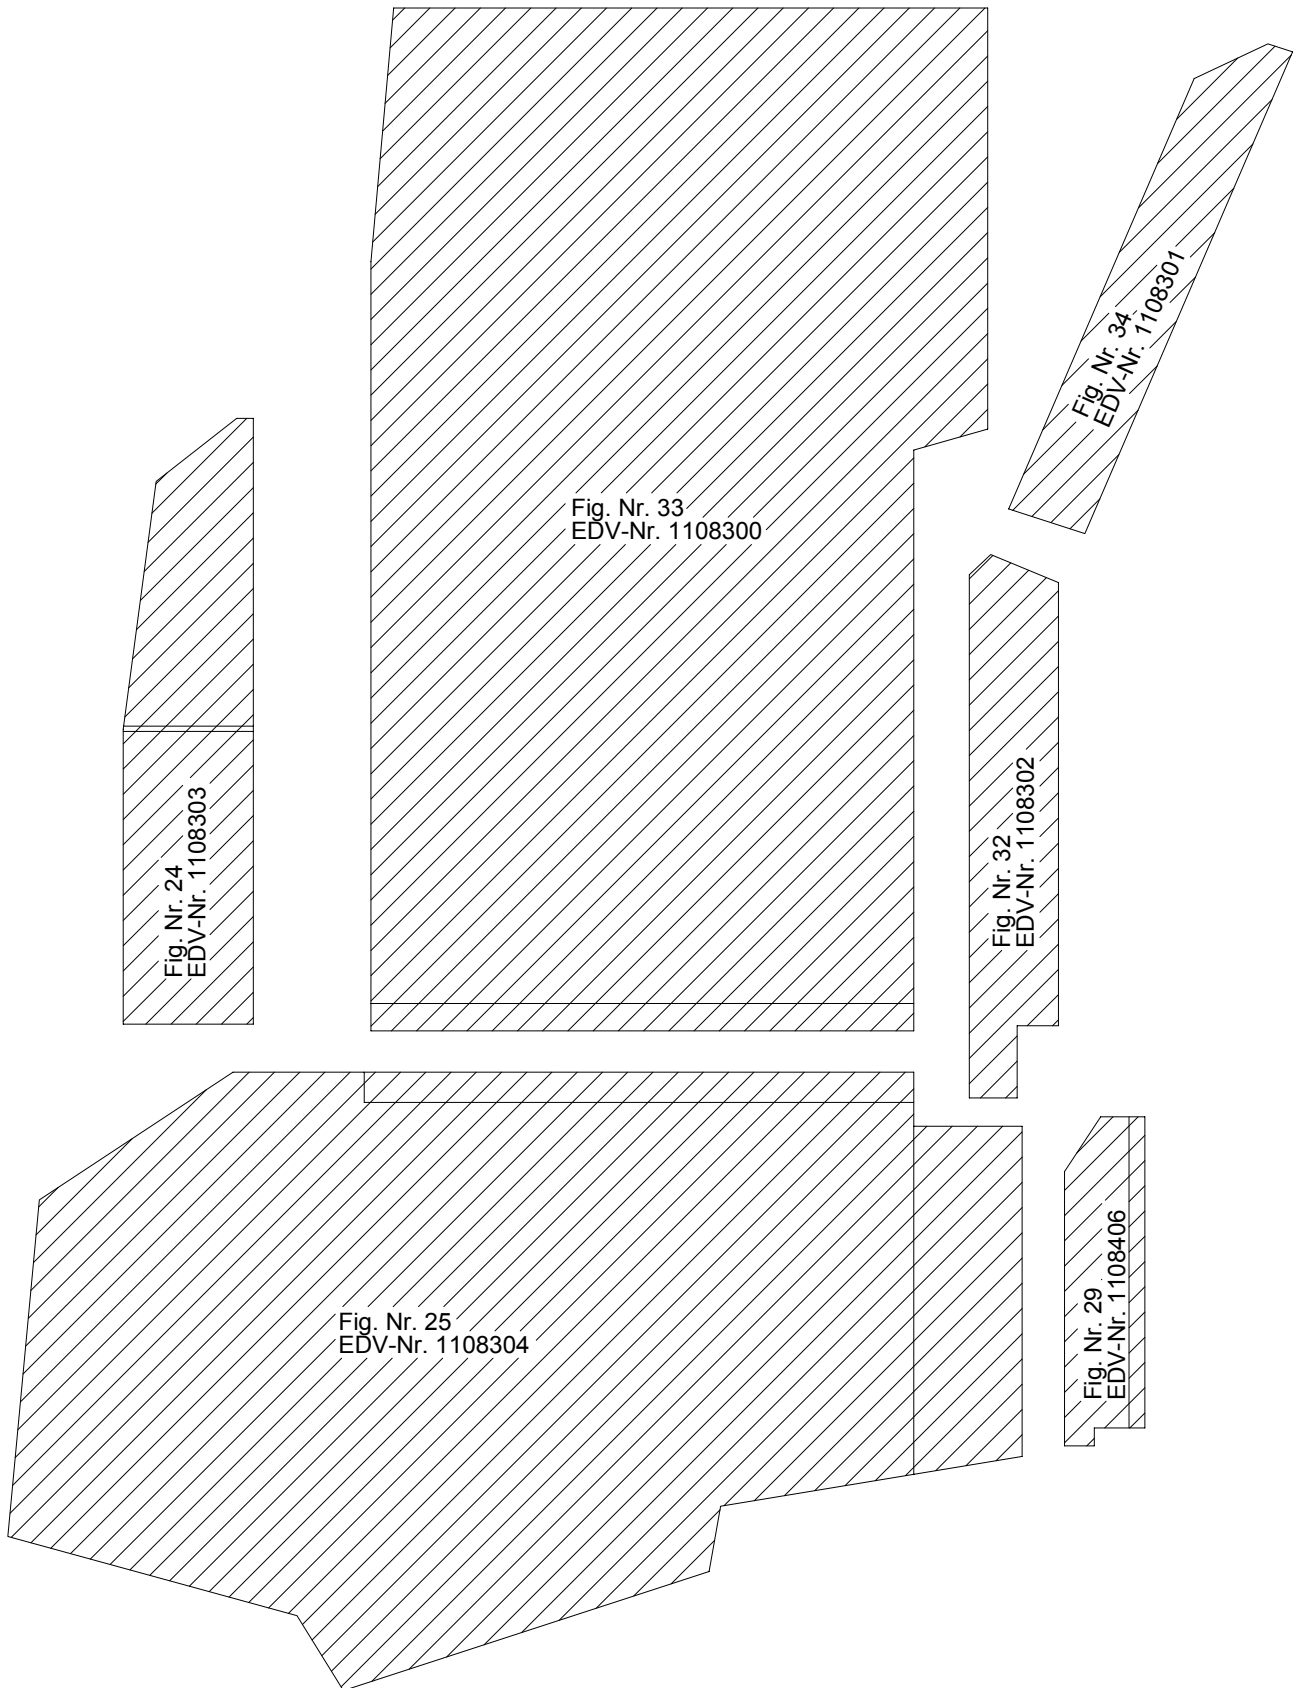 Fig. Nr. 34
EDV-Nr. 1108301
Fig. Nr. 33
EDV-Nr. 1108300
Fig. Nr. 24
EDV-Nr. 1108303
Fig. Nr. 32
EDV-Nr. 1108302
Fig. Nr. 25
EDV-Nr. 1108304
Fig. Nr. 29
EDV-Nr. 1108406